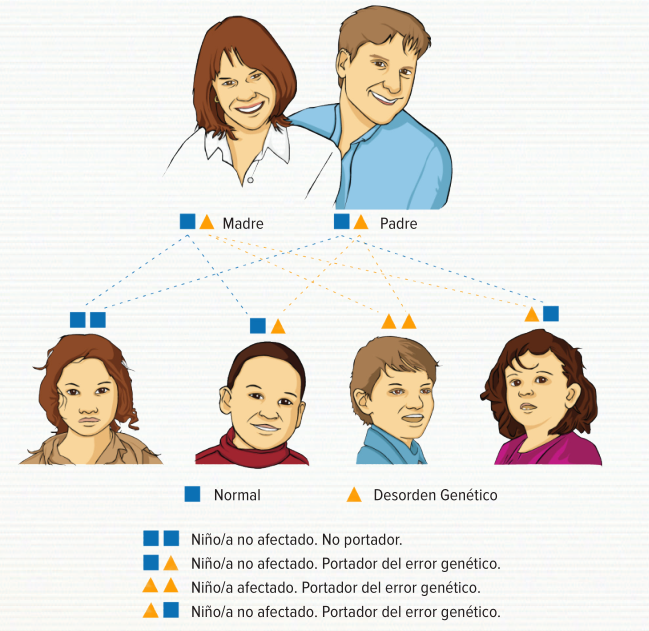 Madre
Padre
Normal
Desorden Genético
Niño/a no afectado. No portador.
Niño/a no afectado. Portador del error genético.
Niño/a afectado. Portador del error genético.
Niño/a no afectado. Portador del error genético.